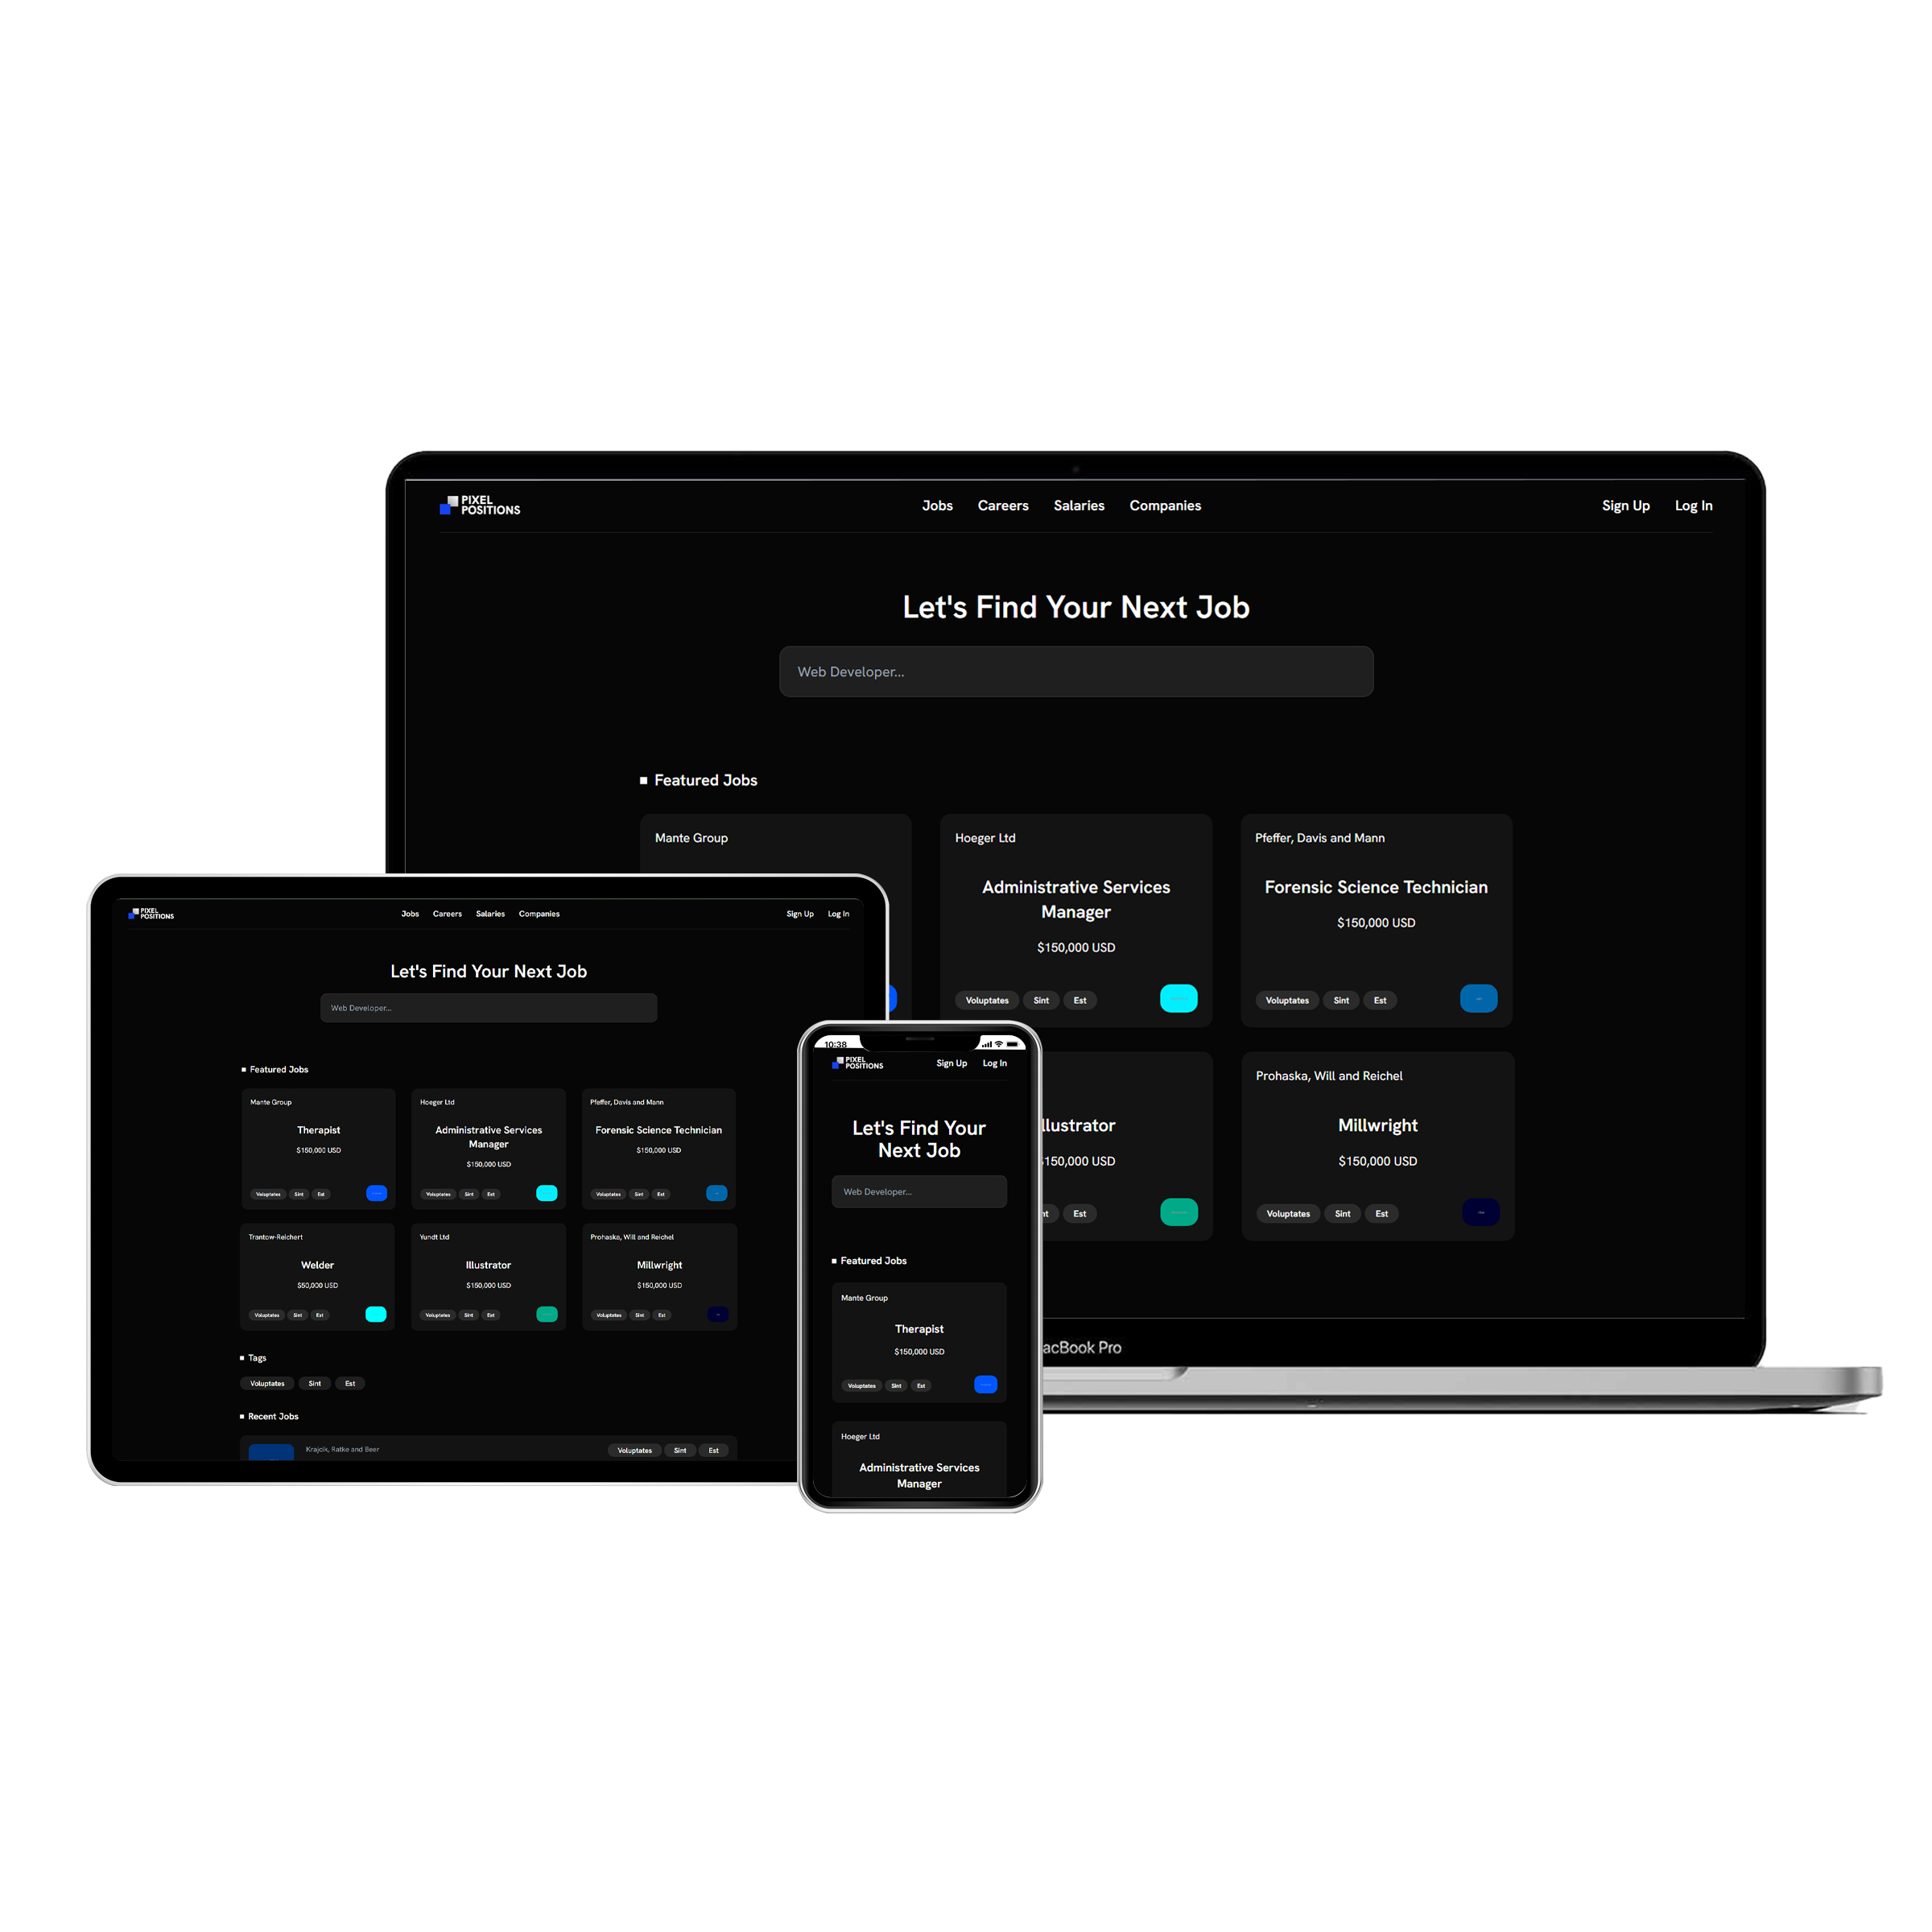 PIXEL
POSITIONS
Jobs Careers Salaries Companies
Sign Up Log In
Let's Find Your Next Job
Web Developer...
Featured Jobs
Mante Group
Hoeger Ltd
Administrative Services
Manager
$150,000 USD
Voluptates Sint Est
Pfeffer, Davis and Mann
Forensic Science Technician
$150,000 USD
Voluptates Sint Est
llustrator
150,000 USD
nt Est
Prohaska, Will and Reichel
Millwright
$150,000 USD
Voluptates Sint Est
acBook Pro
PIXEL
POSITIONS
Jobs Careers Salaries Companies
Sign Up Log In
Let's Find Your Next Job
Web Developer...
Featured Jobs
Mante Group
Therapist
$150,000 USD
Voluptates Sint Est
Hoeger Ltd
Administrative Services
Manager
$150,000 USD
Voluptates Sint Est
Pfeffer, Davis and Mann
Forensic Science Technician
$150,000 USD
Voluptates Sint Est
Trantow-Reichert
Welder
$50,000 USD
Voluptates Sint Est
Yundt Ltd
Illustrator
$150,000 USD
Voluptates Sint Est
Prohaska, Will and Reichel
Millwright
$150,000 USD
Voluptates Sint Est
Tags
Voluptates Sint Est
Recent Jobs
Krajcik, Ratke and Beer
Voluptates Sint Est
10:38
PIXEL
POSITIONS
Sign Up Log In
Let's Find Your
Next Job
Web Developer...
Featured Jobs
Mante Group
Therapist
$150,000 USD
Voluptates Sint Est
Hoeger Ltd
Administrative Services
Manager